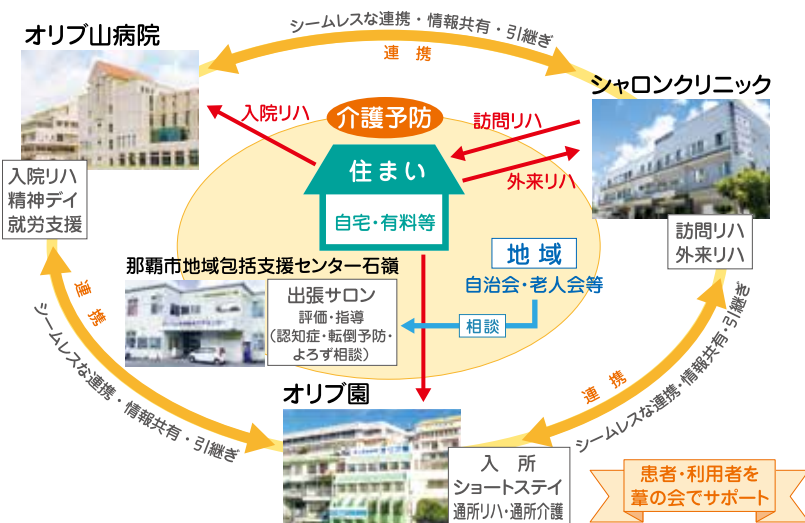 シームレスな連携・情報共有・引継ぎ
連携
オリブ山病院
シャロンクリニック
介護予防
入院リハ
訪問リハ
外来リハ
住まい
自宅・有料等
入院リハ
精神デイ
就労支援
訪問リハ
外来リハ
地域
自治会・老人会等
相談
那覇市地域包括支援センター石嶺
出張サロン
評価・指導
（認知症・転倒予防・
よろず相談）
連携
シームレスな連携・情報共有・引継ぎ
連携
シームレスな連携・情報共有・引継ぎ
オリブ園
入所
ショートステイ
通所リハ・通所介護
患者・利用者を
葦の会でサポート